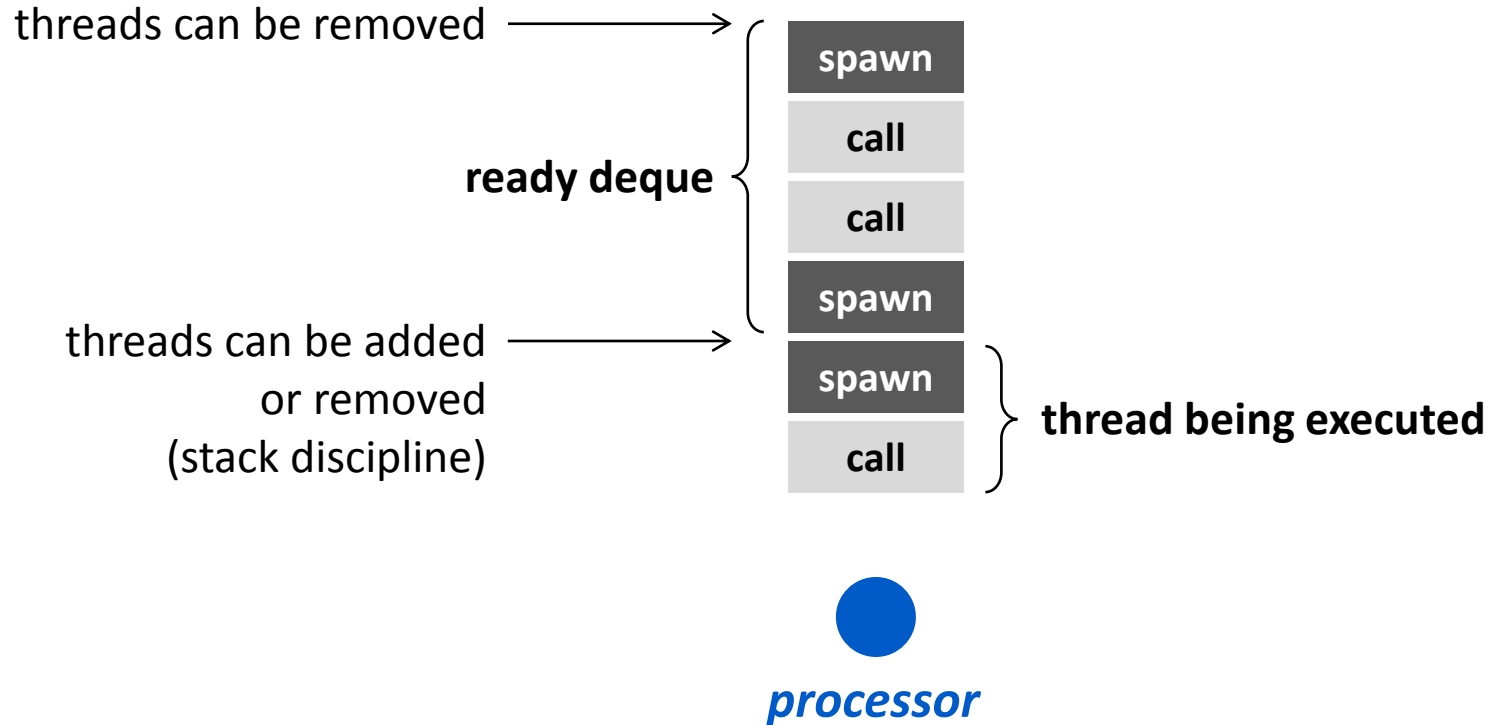 threads can be removed
spawn
call
ready deque
call
spawn
threads can be added
or removed
(stack discipline)
spawn
thread being executed
call
processor